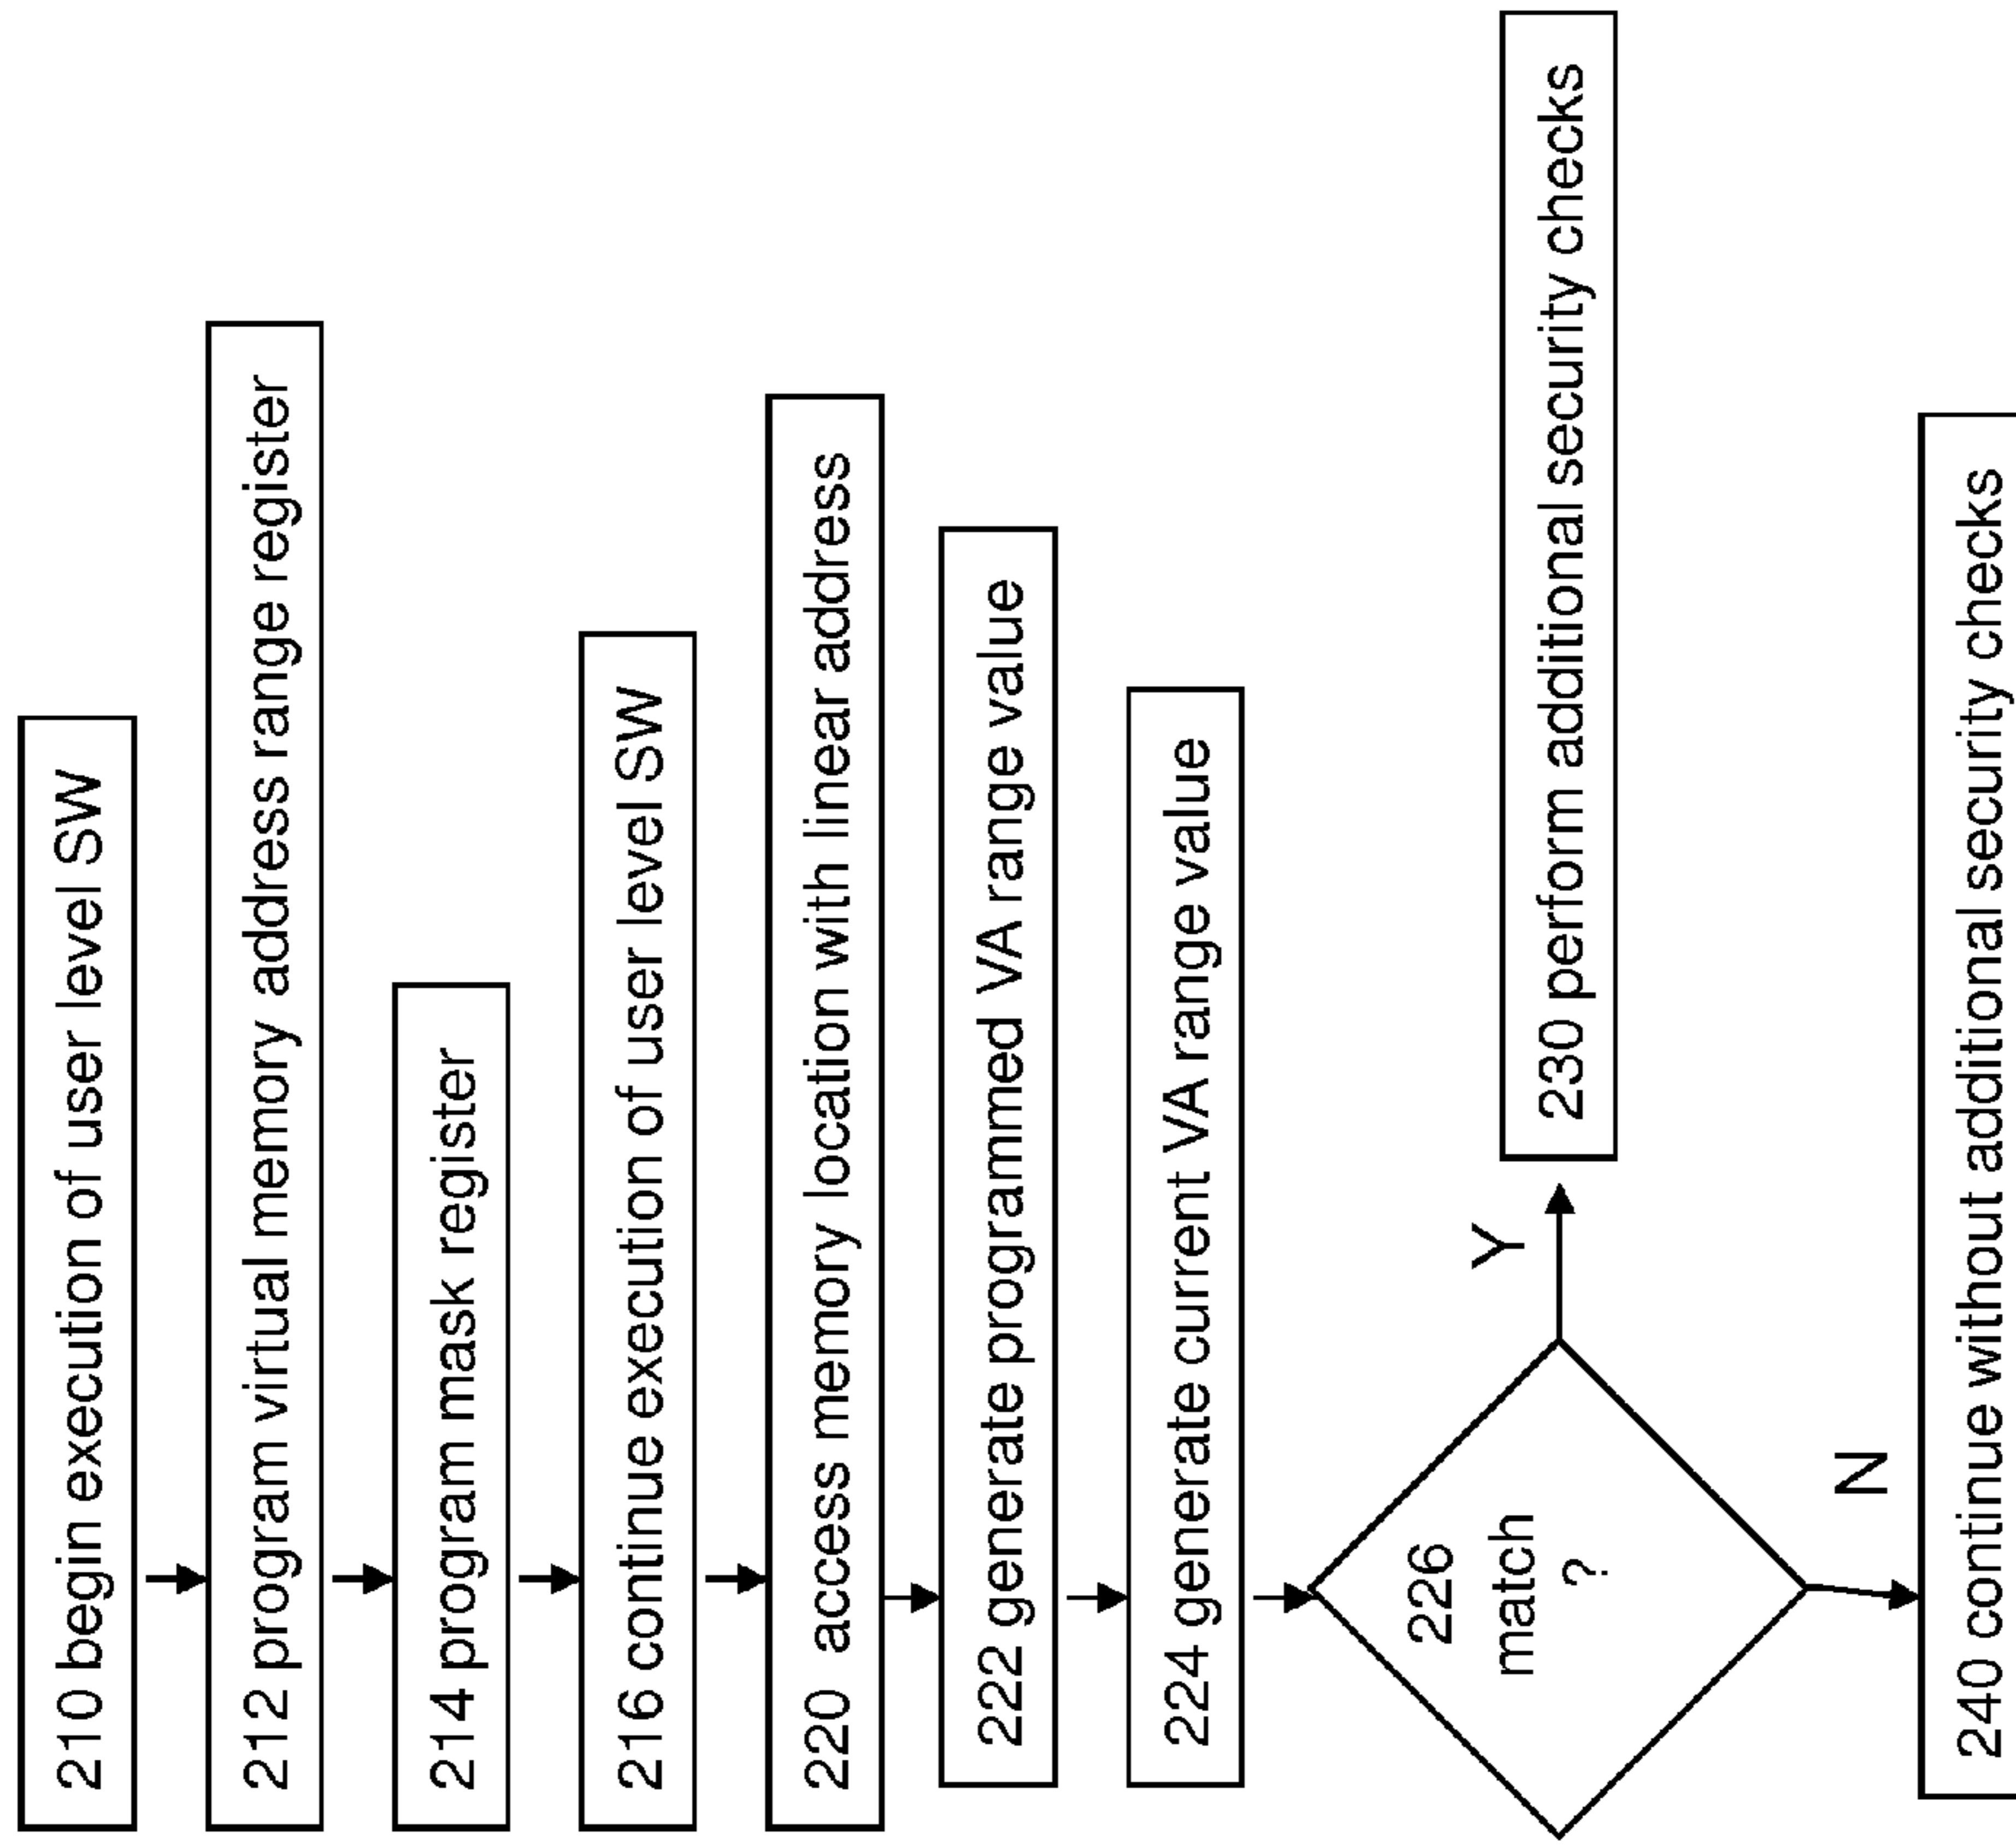 210 begin execution of user level SW
212 program virtual memory address range register
214 program mask register
216 continue execution of user level SW
220 access memory location with linear address
222 generate programmed VA range value
224 generate current VA range value
226
match
?
Y
230 perform additional security checks
N
240 continue without additional security checks